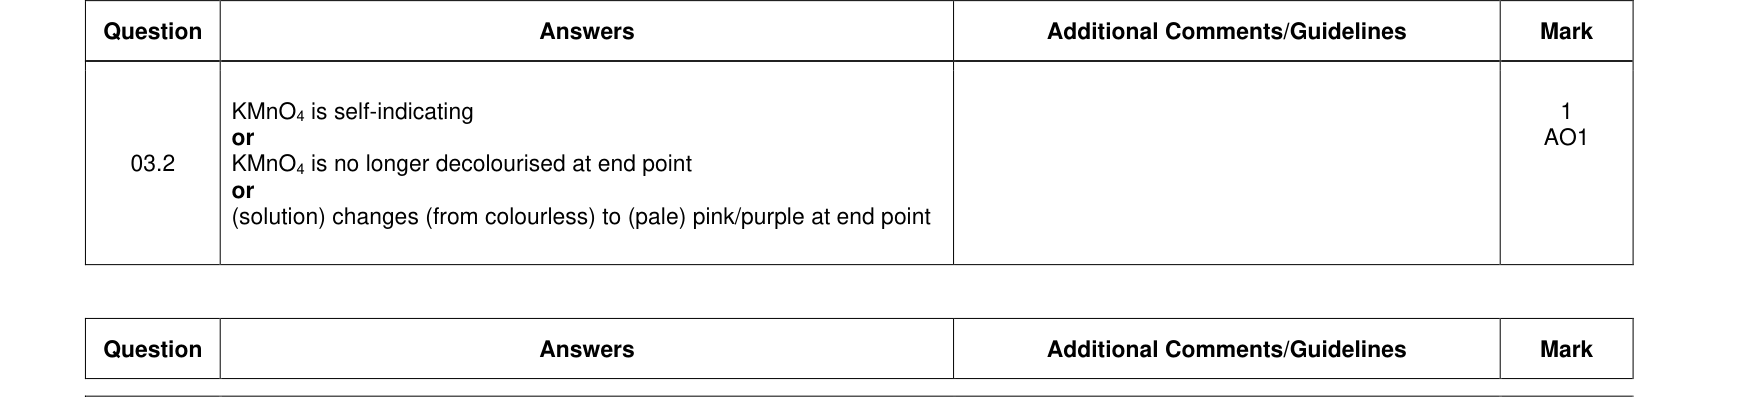 Question Answers Additional Comments/Guidelines Mark
03.2
KMnO₄ is self-indicating
or
KMnO₄ is no longer decolourised at end point
or
(solution) changes (from colourless) to (pale) pink/purple at end point
1
AO1
Question Answers Additional Comments/Guidelines Mark